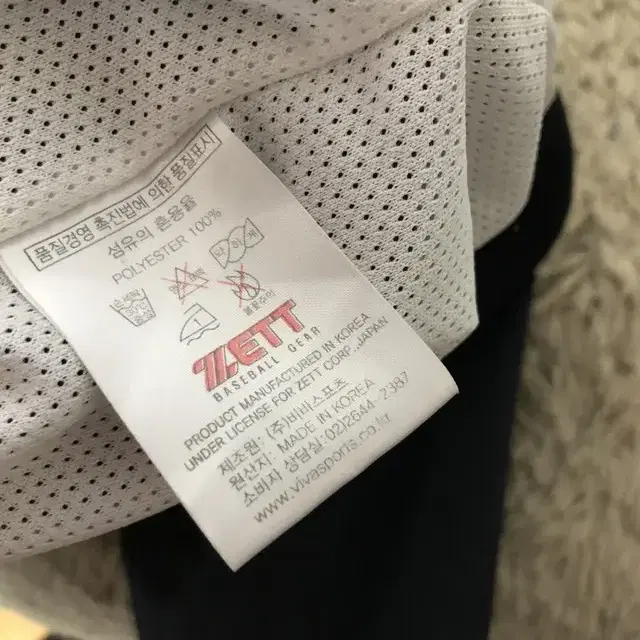 품질경영 촉진법에 의한 품질표시
섬유의 혼용율
POLYESTER 100%
ZETT
BASEBALL GEAR
PRODUCT MANUFACTURED IN KOREA
UNDER LICENSE FOR ZETT CORP., JAPAN
제조원: (주)비바스포츠
원산지: MADE IN KOREA
소비자 상담실: 02)2644-7387
www.vivasports.co.kr